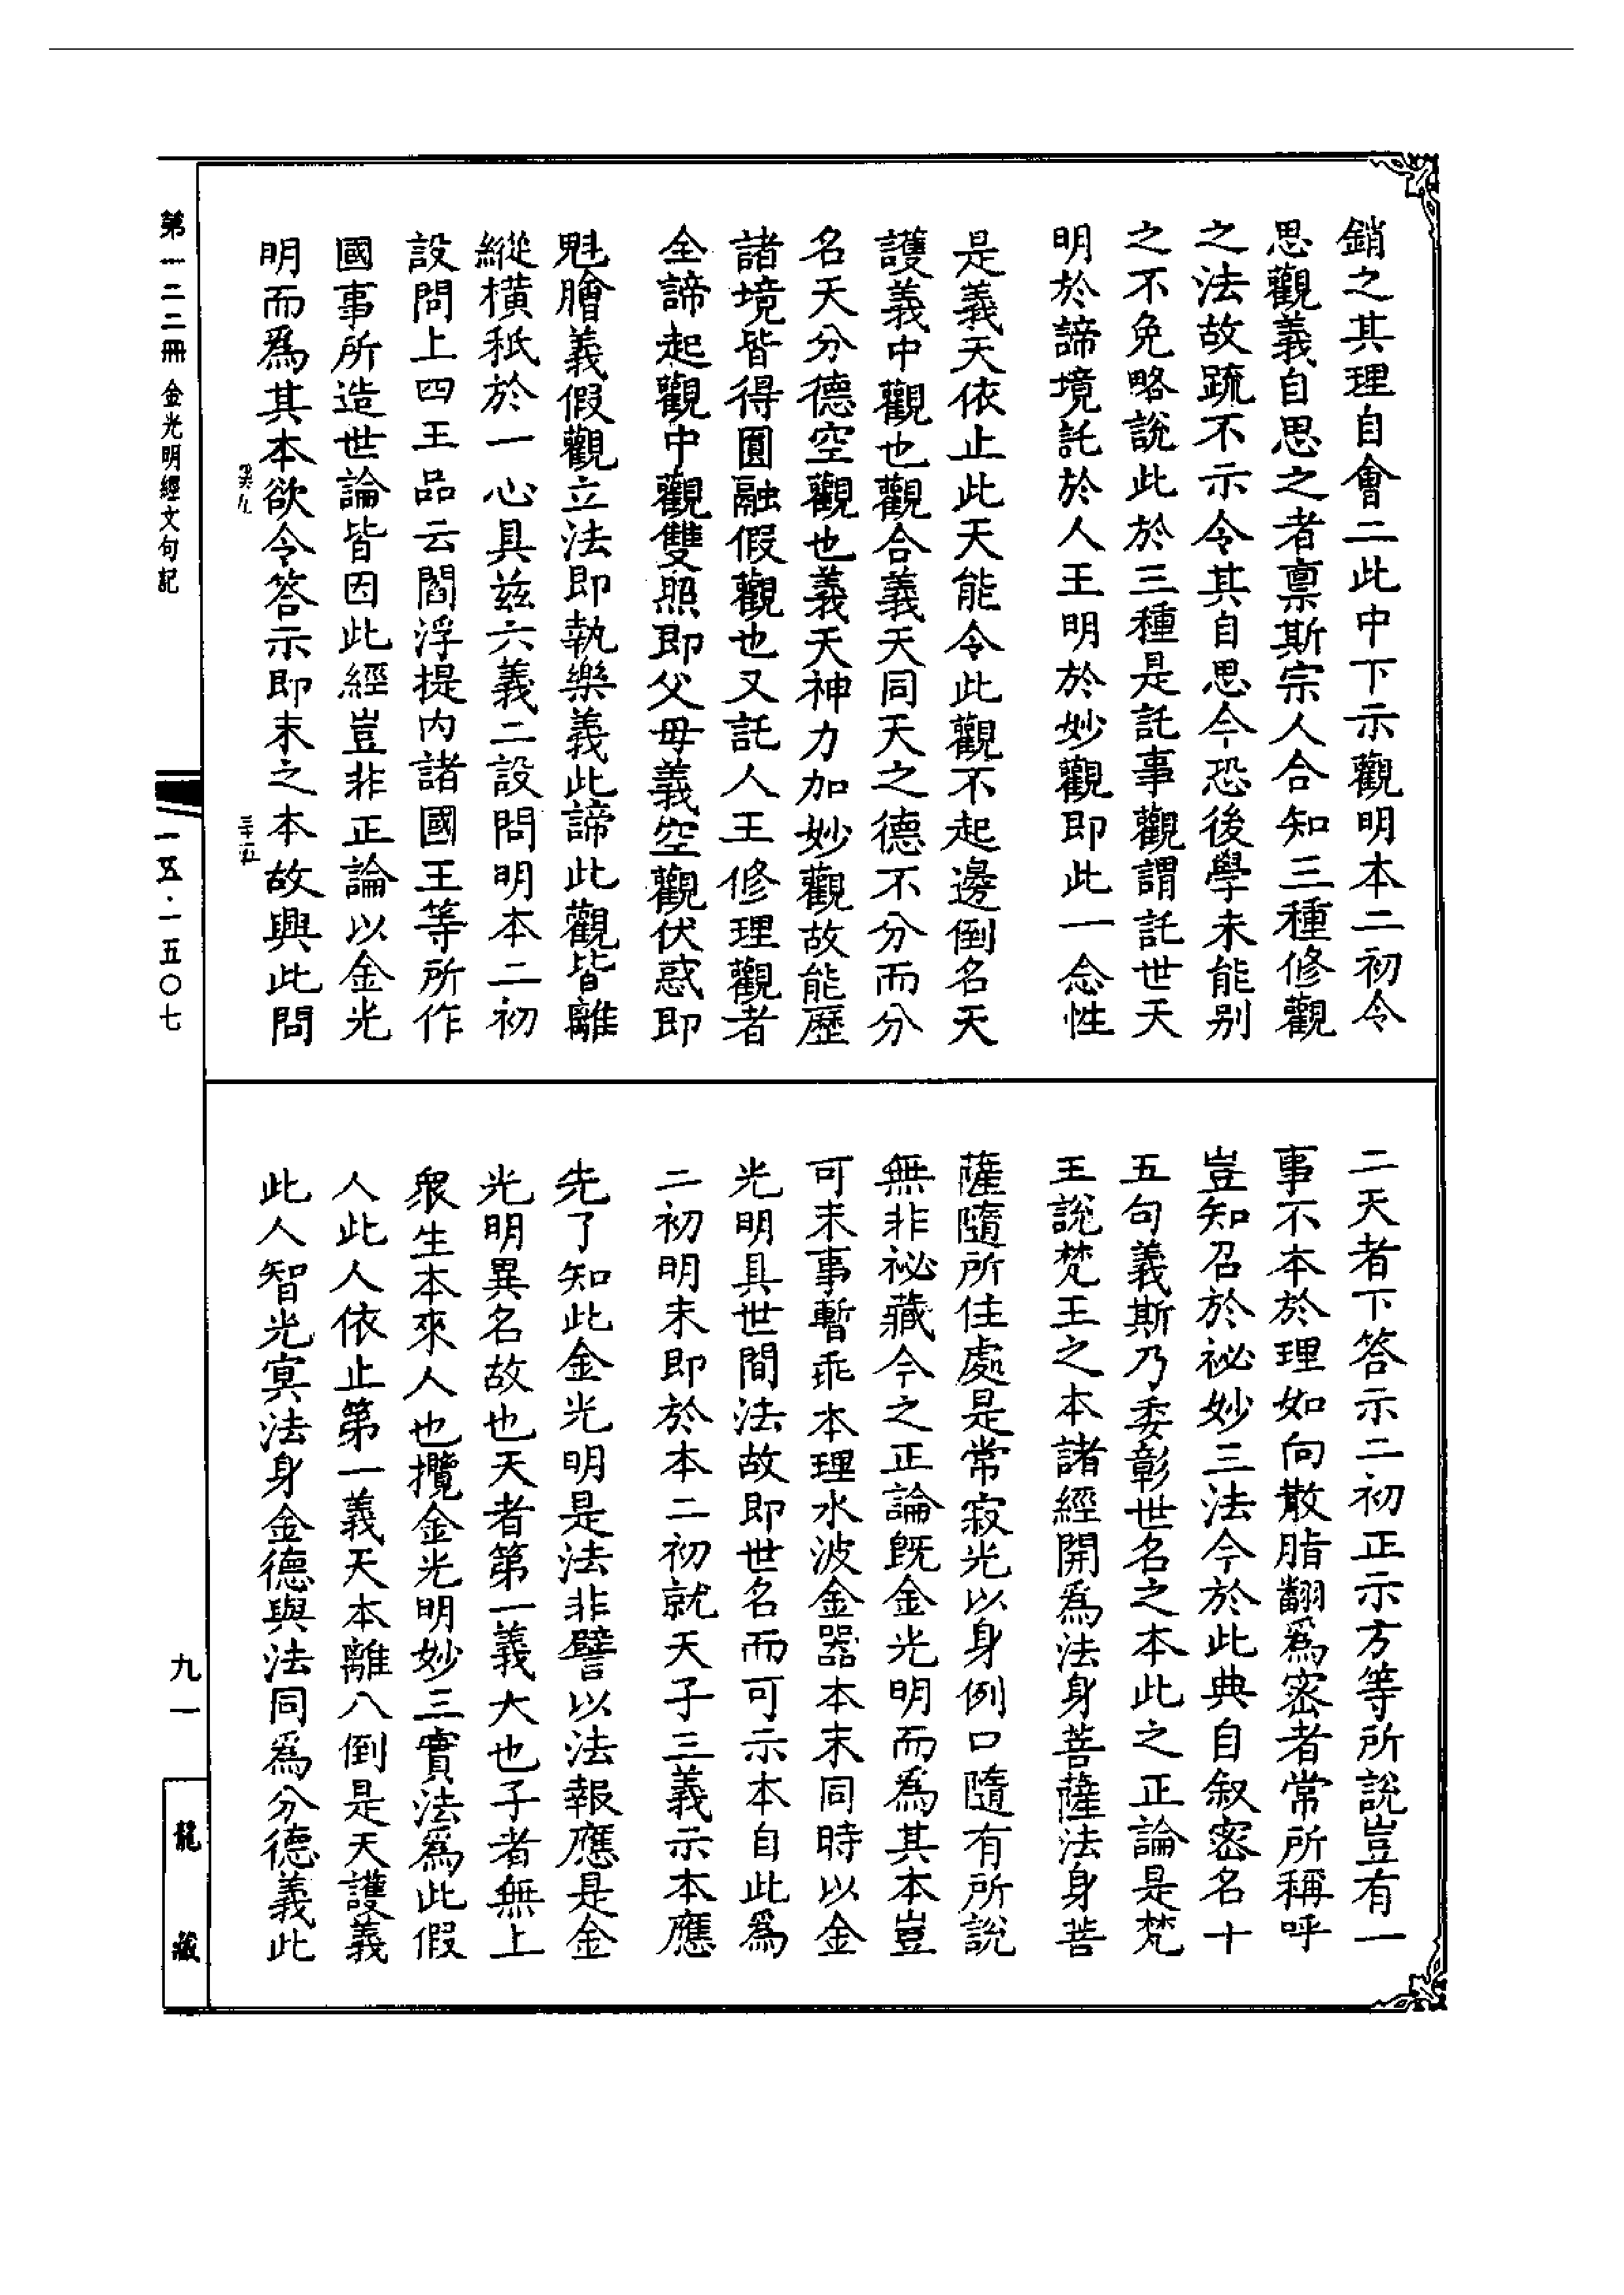 銷之其理自會二此中下示觀明本二初令
思觀義自思之者稟斯宗人合知三種修觀
之法故䟽不示令其自思今恐後學未能別
之不免略說此於三種是託事觀謂託世天
明於諦境託於人王明於妙觀即此一念性
是義天依止此天能令此觀不起邊倒名天
護義中觀也觀合義天同天之德不分而分
名天分德空觀也義天神力加妙觀故能歷
諸境皆得圓融假觀也又託人王修理觀者
全諦起觀中觀雙照即父母義空觀伏惑即
魁膾義假觀立法即執樂義此諦此觀皆離
縱橫秖於一心具茲六義二設問明本二初
設問上四王品云閻浮提內諸國王等所作
國事所造世論皆因此經豈非正論以金光
明而爲其本欲令答示即末之本故興此問
二天者下答示二初正示方等所說豈有一
事不本於理如向散脂翻爲密者常所稱呼
豈知召於祕妙三法今於此典自叙密名十
五句義斯乃委彰世名之本此之正論是梵
王說梵王之本諸經開爲法身菩薩法身菩
薩隨所住處是常寂光以身例口隨有所說
無非祕藏今之正論旣金光明而爲其本豈
可末事暫乖本理水波金器本末同時以金
光明具世間法故即世名而可示本自此爲
二初明末即於本二初就天子三義示本應
先了知此金光明是法非譬以法報應是金
光明異名故也天者第一義大也子者無上
衆生本來人也攬金光明妙三實法爲此假
人此人依止第一義天本離八倒是天護義
此人智光冥法身金德與法同爲分德義此
第一二二冊 金光明經文句記
一五·一五〇七
九一
龍藏